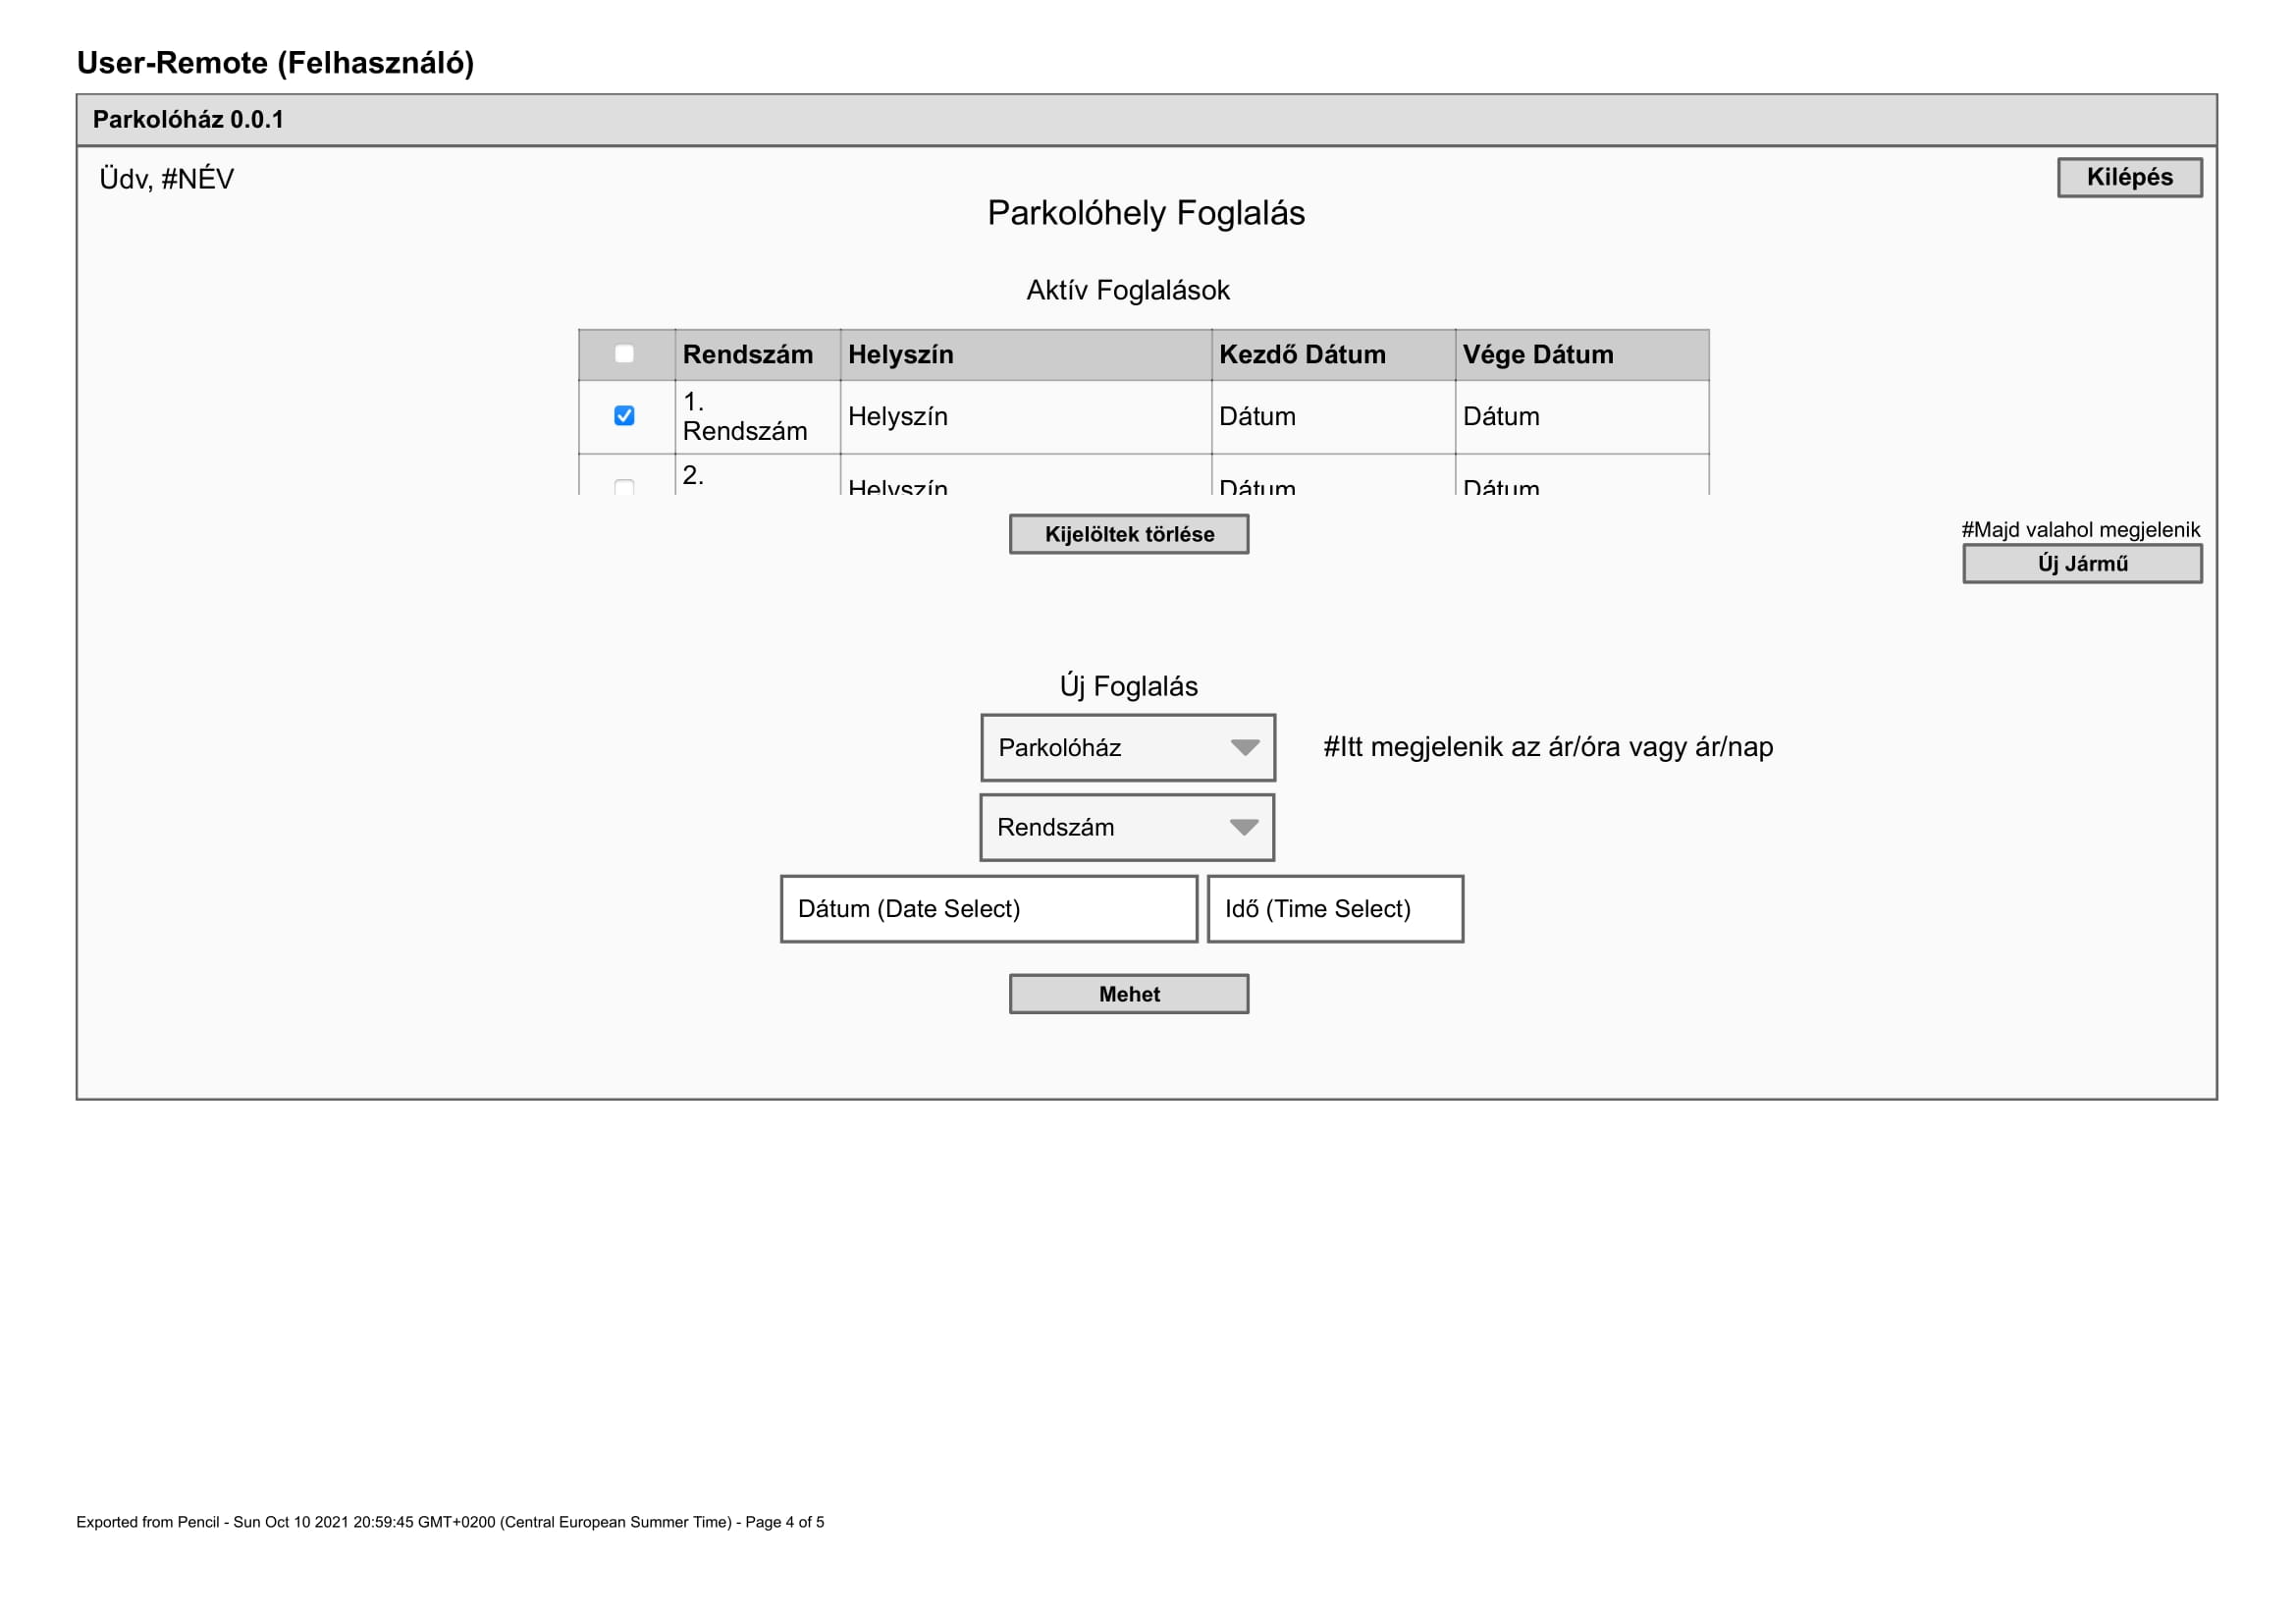 User-Remote (Felhasználó)
Parkolóház 0.0.1
Üdv, #NÉV
Kilépés
Parkolóhely Foglalás
Aktív Foglalások
Rendszám Helyszín Kezdő Dátum Vége Dátum
1.
Rendszám Helyszín Dátum Dátum
2.
Helyszín Dátum Dátum
Kijelöltek törlése
#Majd valahol megjelenik
Új Jármű
Új Foglalás
Parkolóház #Itt megjelenik az ár/óra vagy ár/nap
Rendszám
Dátum (Date Select) Idő (Time Select)
Mehet
Exported from Pencil - Sun Oct 10 2021 20:59:45 GMT+0200 (Central European Summer Time) - Page 4 of 5